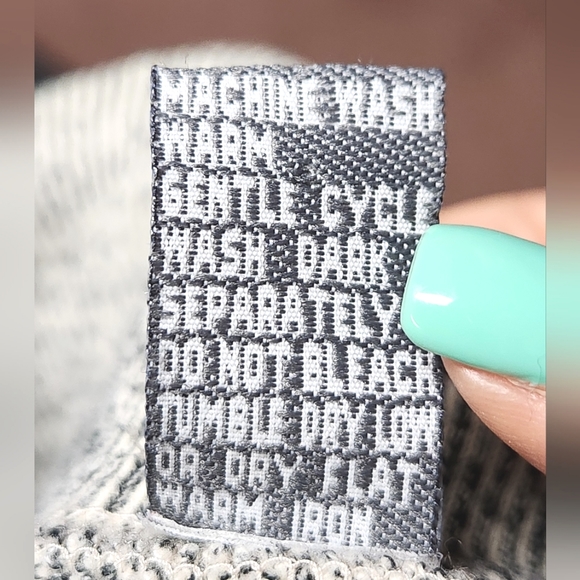 MACHINE WASH
WARM
GENTLE CYCLE
WASH DARK
SEPARATELY
DO NOT BLEACH
TUMBLE DRY LOW
OR DRY FLAT
WARM IRON